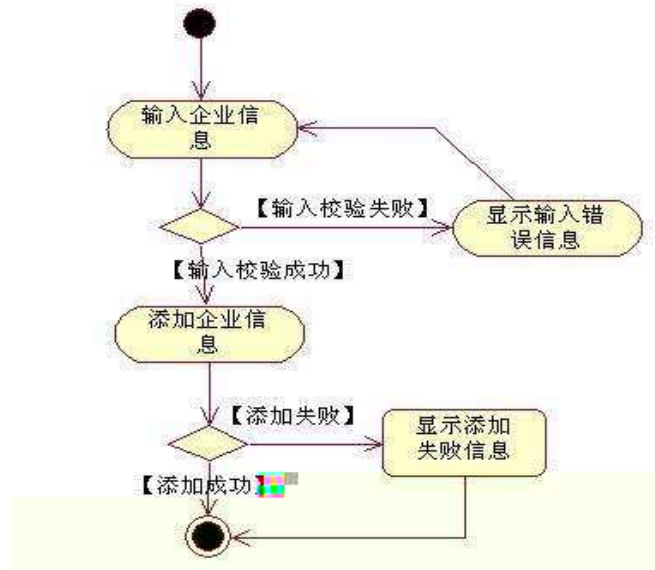 输入企业信
息
【输入校验失败】
显示输入错
误信息
【输入校验成功】
添加企业信
息
【添加失败】
显示添加
失败信息
【添加成功】